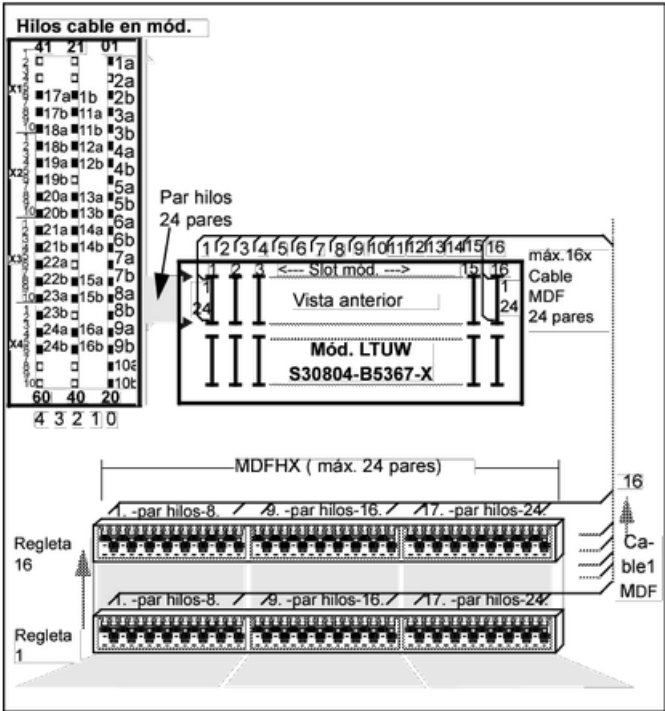 Hilos cable en mód.
41 21 01
1a
2a
X1 17a 1b 2b
17b 11a 3a
18a 11b 3b
18b 12a 4a
19a 12b 4b
X2 19b 5a
20a 13a 5b
20b 13b 6a
21a 14a 6b
21b 14b 7a
X3 22a 7b
22b 15a 8a
23a 15b 8b
23b 9a
24a 16a 9b
X4 24b 16b
10a
10b
60 40 20
4 3 2 1 0
Par hilos
24 pares
1 2 3 4 5 6 7 8 9 10 11 12 13 14 15 16
1 2 3 <--- Slot mód. ---> 15 16
1 24
Vista anterior
1 24
máx.16x
Cable
MDF
24 pares
Mód. LTUW
S30804-B5367-X
MDFHX ( máx. 24 pares)
1. -par hilos-8. 9. -par hilos-16. 17. -par hilos-24
Regleta
16
16
Ca-
ble1
MDF
1. -par hilos-8. 9. -par hilos-16. 17. -par hilos-24.
Regleta
1